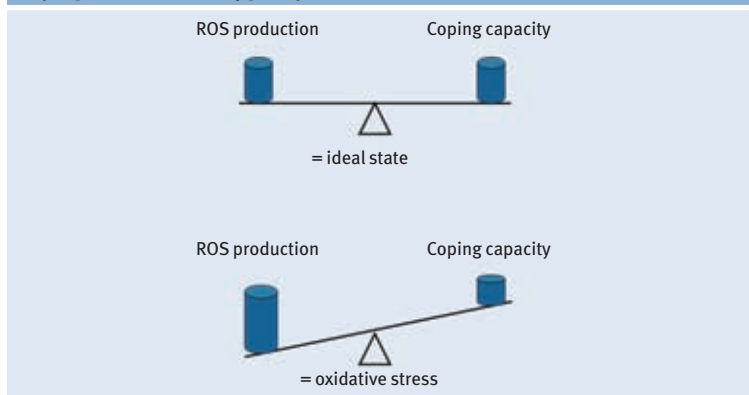 ROS production Coping capacity
= ideal state
ROS production Coping capacity
= oxidative stress